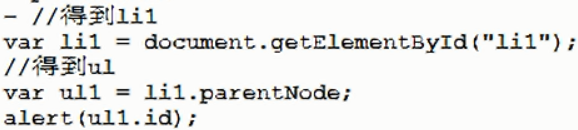 - //得到li1
var li1 = document.getElementById("li1");
//得到ul
var ul1 = li1.parentNode;
alert(ul1.id);